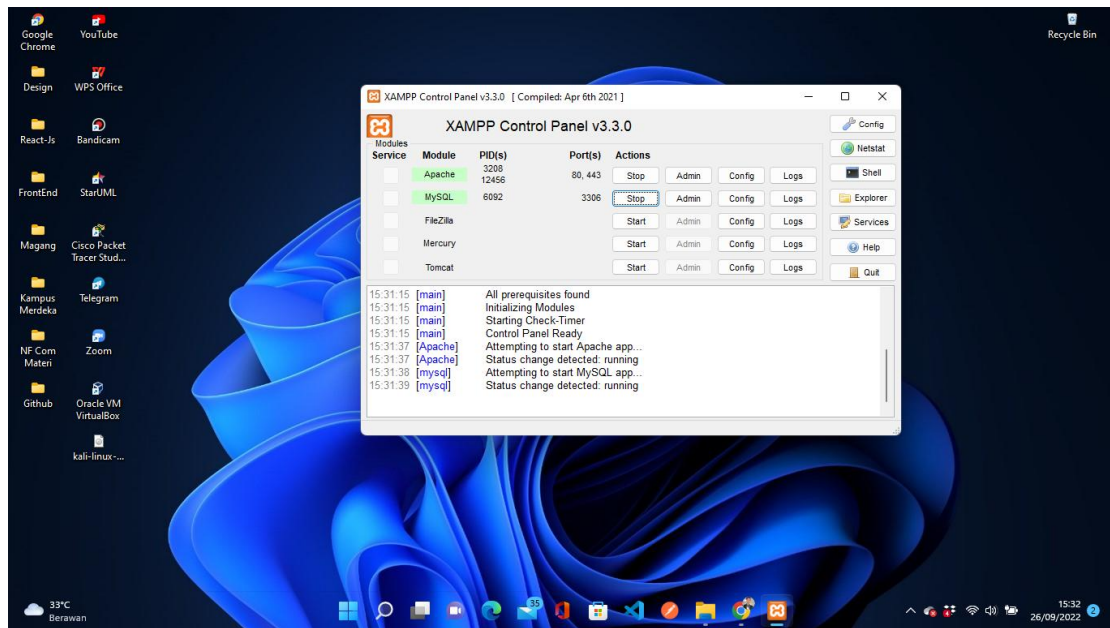 Google
Chrome
YouTube
Recycle Bin
Design
WPS Office
React-Js
Bandicam
FrontEnd
StarUML
Magang
Cisco Packet
Tracer Stud...
Kampus
Merdeka
Telegram
NF Com
Materi
Zoom
Github
Oracle VM
VirtualBox
kali-linux-...
XAMPP Control Panel v3.3.0 [ Compiled: Apr 6th 2021 ]
XAMPP Control Panel v3.3.0
Config
Modules
Service Module PID(s) Port(s) Actions
Netstat
Apache 3208 12456 80, 443 Stop Admin Config Logs
Shell
MySQL 6092 3306 Stop Admin Config Logs
Explorer
FileZilla Start Admin Config Logs
Services
Mercury Start Admin Config Logs
Help
Tomcat Start Admin Config Logs
Quit
15:31:15 [main] All prerequisites found
15:31:15 [main] Initializing Modules
15:31:15 [main] Starting Check-Timer
15:31:15 [main] Control Panel Ready
15:31:37 [Apache] Attempting to start Apache app...
15:31:37 [Apache] Status change detected: running
15:31:38 [mysql] Attempting to start MySQL app...
15:31:39 [mysql] Status change detected: running
33°C
Berawan
35
15:32
26/09/2022
2